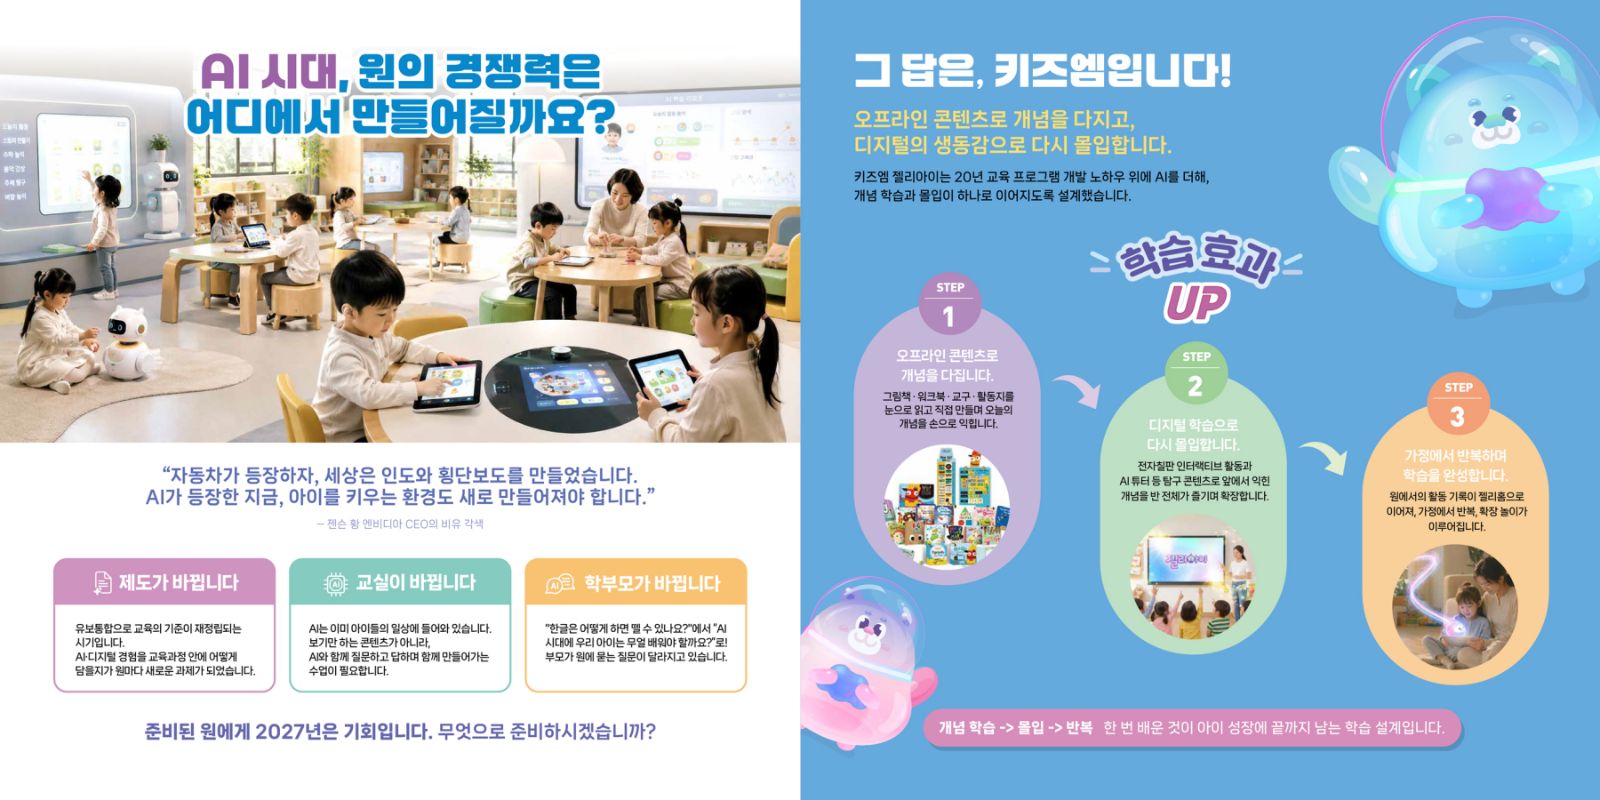 AI 시대, 원의 경쟁력은
어디에서 만들어질까요?
"자동차가 등장하자, 세상은 인도와 횡단보도를 만들었습니다.
AI가 등장한 지금, 아이를 키우는 환경도 새로 만들어져야 합니다."
– 젠슨 황 엔비디아 CEO의 비유 각색
제도가 바뀝니다
유보통합으로 교육의 기준이 재정립되는
시기입니다.
AI·디지털 경험을 교육과정 안에 어떻게
담을지가 원마다 새로운 과제가 되었습니다.
AI
교실이 바뀝니다
AI는 이미 아이들의 일상에 들어와 있습니다.
보기만 하는 콘텐츠가 아니라,
AI와 함께 질문하고 답하며 함께 만들어가는
수업이 필요합니다.
AI
학부모가 바뀝니다
"한글은 어떻게 하면 뗄 수 있나요?"에서 "AI
시대에 우리 아이는 무얼 배워야 할까요?"로!
부모가 원에 묻는 질문이 달라지고 있습니다.
준비된 원에게 2027년은 기회입니다. 무엇으로 준비하시겠습니까?
그 답은, 키즈엠입니다!
오프라인 콘텐츠로 개념을 다지고,
디지털의 생동감으로 다시 몰입합니다.
키즈엠 젤리아이는 20년 교육 프로그램 개발 노하우 위에 AI를 더해,
개념 학습과 몰입이 하나로 이어지도록 설계했습니다.
학습 효과
UP
STEP
1
오프라인 콘텐츠로
개념을 다집니다.
그림책 · 워크북 · 교구 · 활동지를
눈으로 읽고 직접 만들며 오늘의
개념을 손으로 익힙니다.
STEP
2
디지털 학습으로
다시 몰입합니다.
전자칠판 인터랙티브 활동과
AI 튜터 등 탐구 콘텐츠로 앞에서 익힌
개념을 반 전체가 즐기며 확장합니다.
젤리아이
STEP
3
가정에서 반복하며
학습을 완성합니다.
원에서의 활동 기록이 젤리홈으로
이어져, 가정에서 반복, 확장 놀이가
이루어집니다.
개념 학습 -> 몰입 -> 반복 한 번 배운 것이 아이 성장에 끝까지 남는 학습 설계입니다.